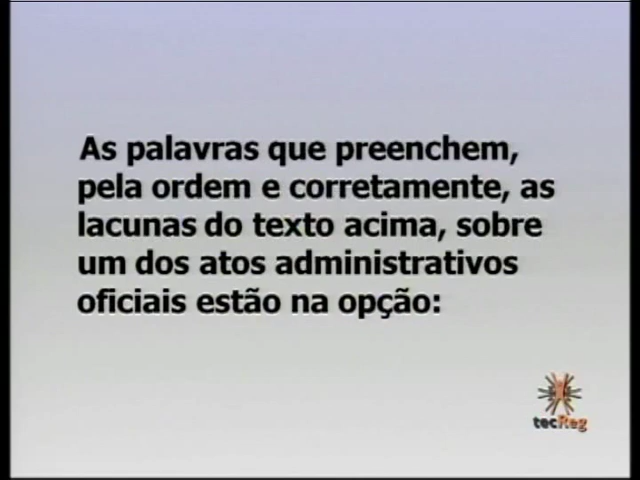 As palavras que preenchem,
pela ordem e corretamente, as
lacunas do texto acima, sobre
um dos atos administrativos
oficiais estão na opção:
tecReg